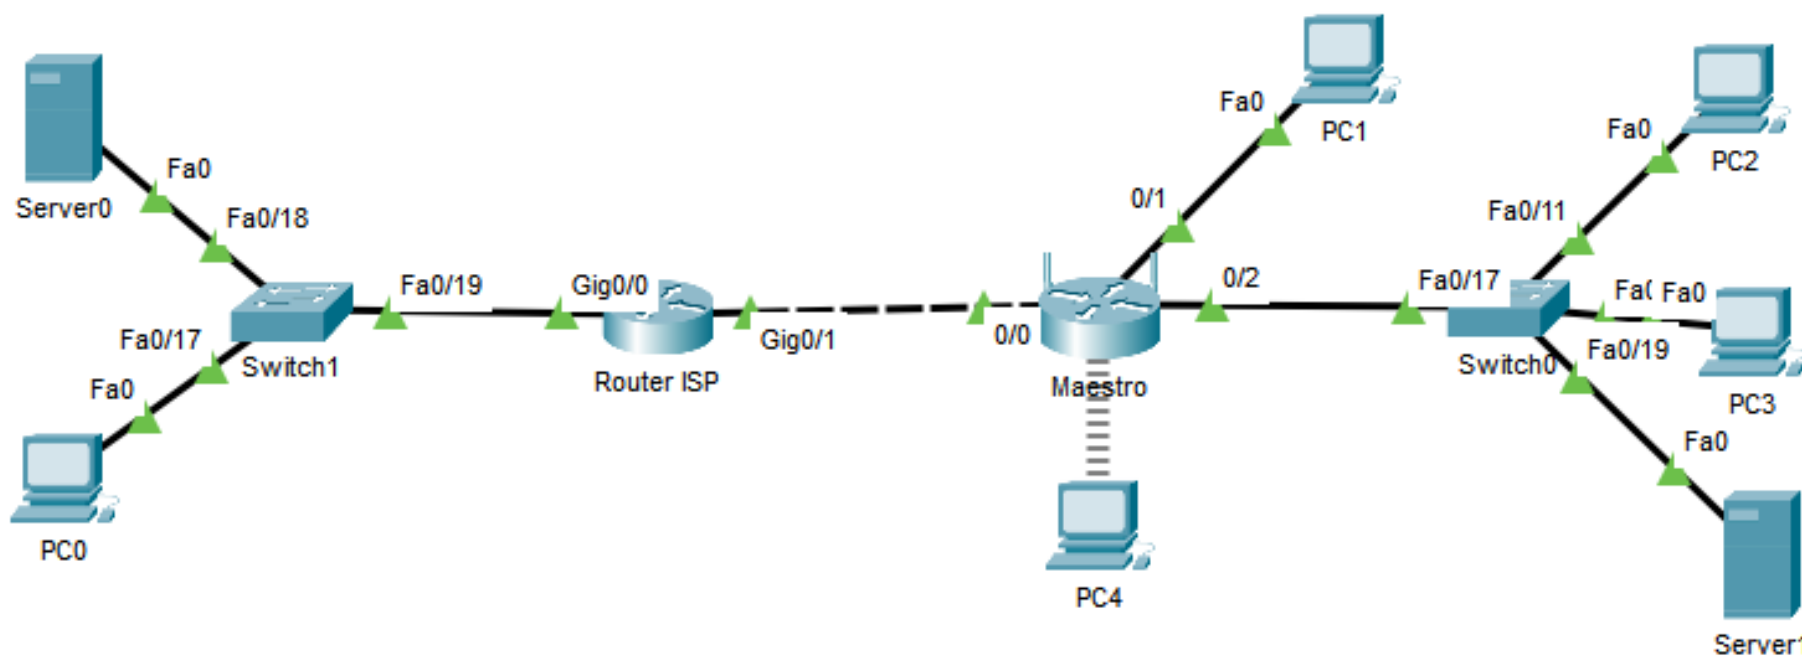 Server0
Fa0
Fa0/18
Fa0/19
Fa0/17
Fa0
PC0
Switch1
Gig0/0
Gig0/1
Router ISP
0/0
0/1
0/2
Maestro
PC4
Fa0
PC1
Fa0/17
Fa0/11
Fa0
PC2
Switch0
Fa0
PC3
Fa0/19
Fa0
Server1